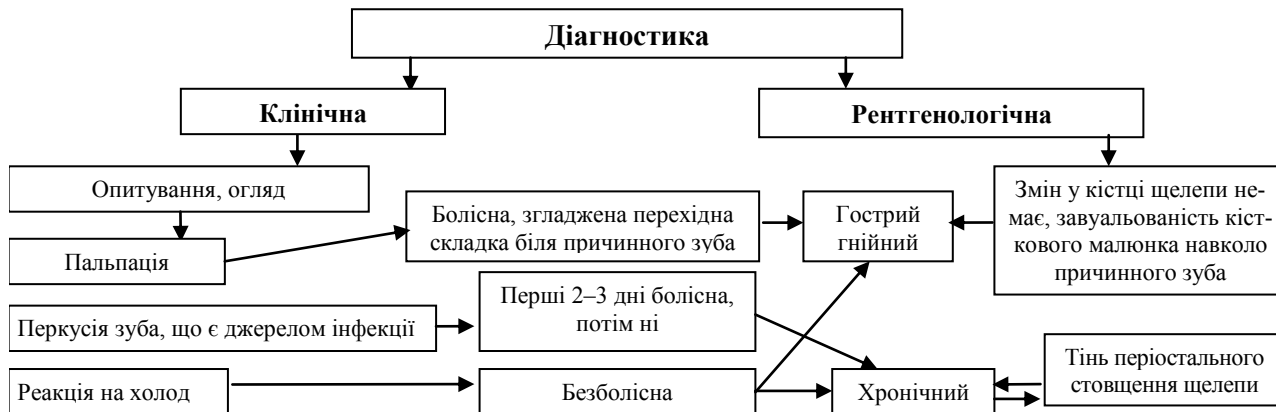 Діагностика
Клінічна
Рентгенологічна
Опитування, огляд
Пальпація
Болісна, згладжена перехідна
складка біля причинного зуба
Гострий
гнійний
Змін у кістці щелепи не-
має, завуальованість кіст-
кового малюнка навколо
причинного зуба
Перкусія зуба, що є джерелом інфекції
Перші 2–3 дні болісна,
потім ні
Реакція на холод
Безболісна
Хронічний
Тінь періостального
стовщення щелепи